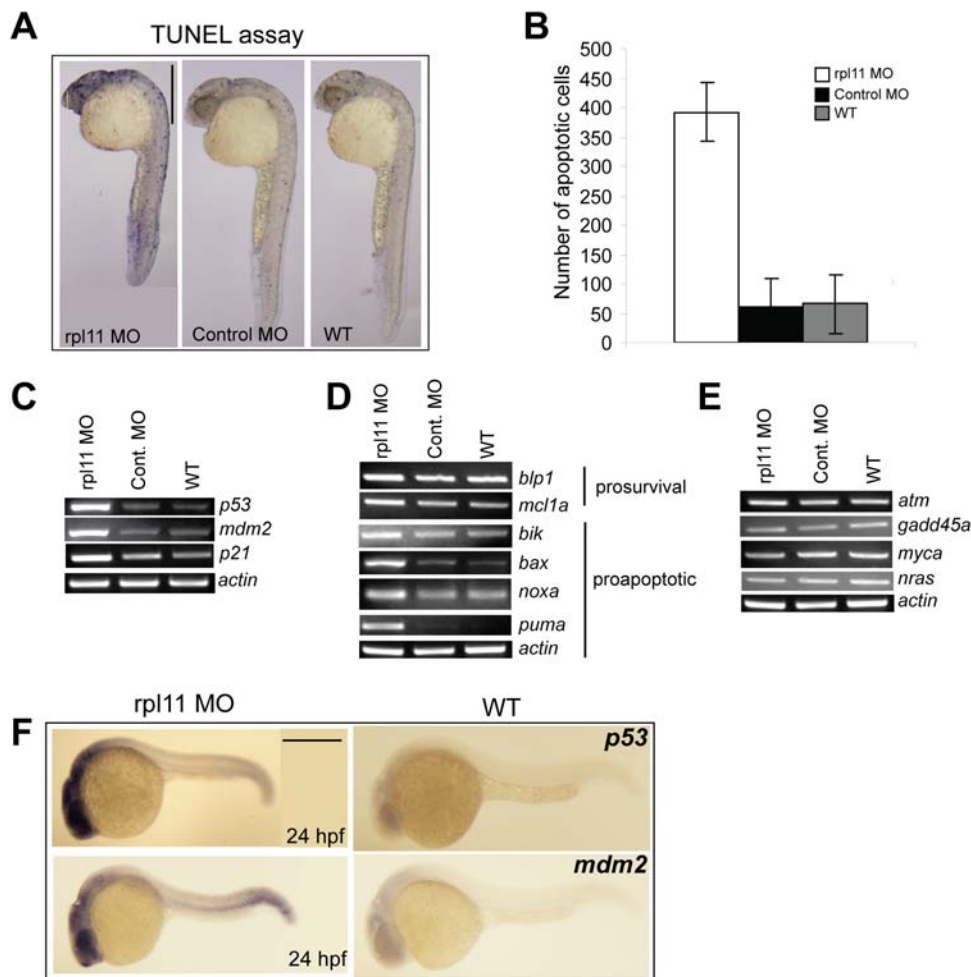 A
TUNEL assay
rpl11 MO
Control MO
WT
B
Number of apoptotic cells
500
450
400
350
300
250
200
150
100
50
0
rpl11 MO
Control MO
WT
C
rpl11 MO
Cont. MO
WT
p53
mdm2
p21
actin
D
rpl11 MO
Cont. MO
WT
blp1
mcl1a
prosurvival
bik
bax
noxa
puma
actin
proapoptotic
E
rpl11 MO
Cont. MO
WT
atm
gadd45a
myca
nras
actin
F
rpl11 MO
WT
p53
24 hpf
mdm2
24 hpf